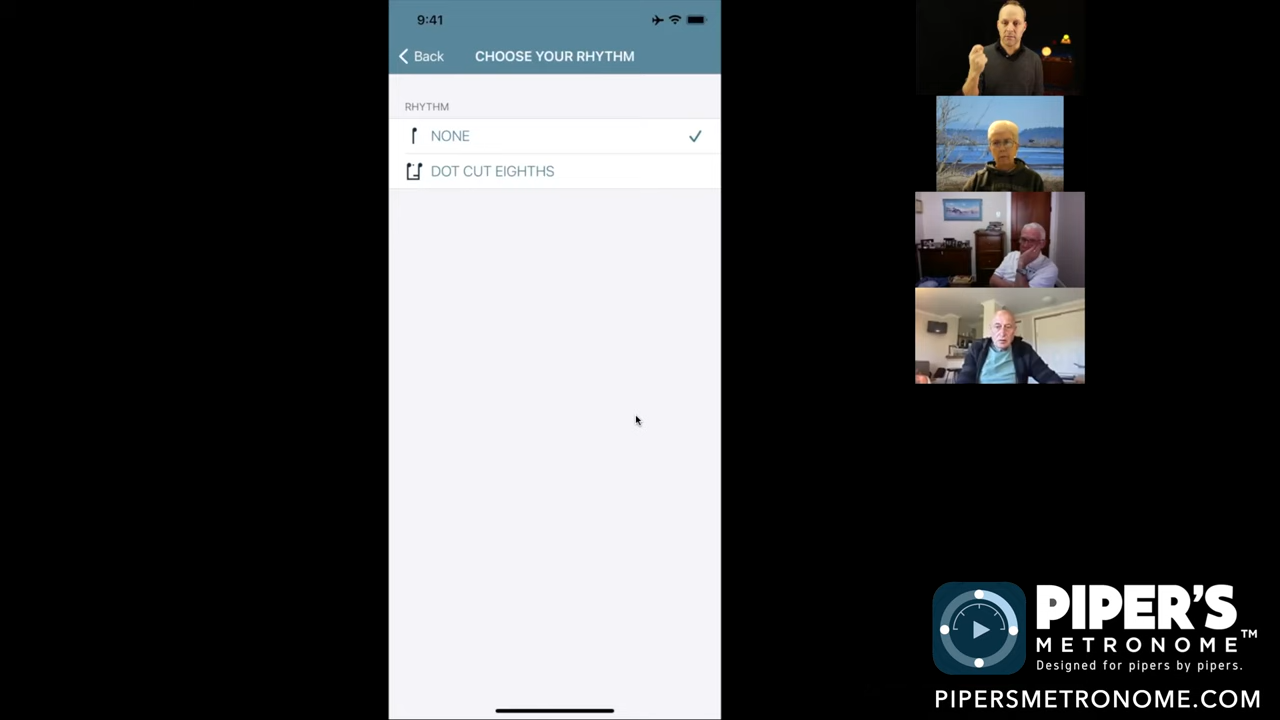 9:41
Back
CHOOSE YOUR RHYTHM
RHYTHM
NONE
DOT CUT EIGHTHS
PIPER'S
METRONOME™
Designed for pipers by pipers.
PIPERSMETRONOME.COM